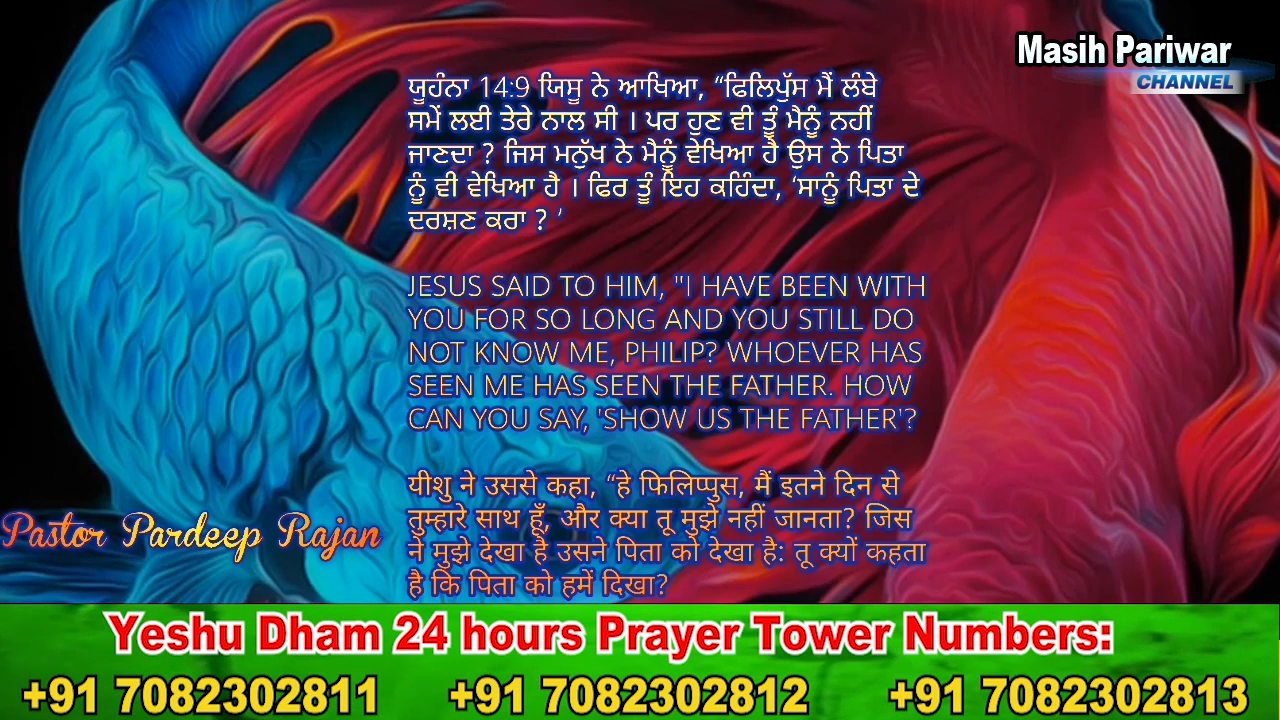 Masih Pariwar
CHANNEL
ਯੂਹੰਨਾ 14:9 ਯਿਸੂ ਨੇ ਆਖਿਆ, “ਫਿਲਿਪੁੱਸ ਮੈਂ ਲੰਬੇ
ਸਮੇਂ ਲਈ ਤੇਰੇ ਨਾਲ ਸੀ । ਪਰ ਹੁਣ ਵੀ ਤੂੰ ਮੈਨੂੰ ਨਹੀਂ
ਜਾਣਦਾ ? ਜਿਸ ਮਨੁੱਖ ਨੇ ਮੈਨੂੰ ਵੇਖਿਆ ਹੈ ਉਸ ਨੇ ਪਿਤਾ
ਨੂੰ ਵੀ ਵੇਖਿਆ ਹੈ । ਫਿਰ ਤੂੰ ਇਹ ਕਹਿੰਦਾ, ‘ਸਾਨੂੰ ਪਿਤਾ ਦੇ
ਦਰਸ਼ਣ ਕਰਾ ? ’
JESUS SAID TO HIM, "I HAVE BEEN WITH
YOU FOR SO LONG AND YOU STILL DO
NOT KNOW ME, PHILIP? WHOEVER HAS
SEEN ME HAS SEEN THE FATHER. HOW
CAN YOU SAY, 'SHOW US THE FATHER'?
यीशु ने उससे कहा, “हे फिलिप्पुस, मैं इतने दिन से
तुम्हारे साथ हूँ, और क्या तू मुझे नहीं जानता? जिस
ने मुझे देखा है उसने पिता को देखा है: तू क्यों कहता
है कि पिता को हमें दिखा?
Pastor Pardeep Rajan
Yeshu Dham 24 hours Prayer Tower Numbers:
+91 7082302811 +91 7082302812 +91 7082302813